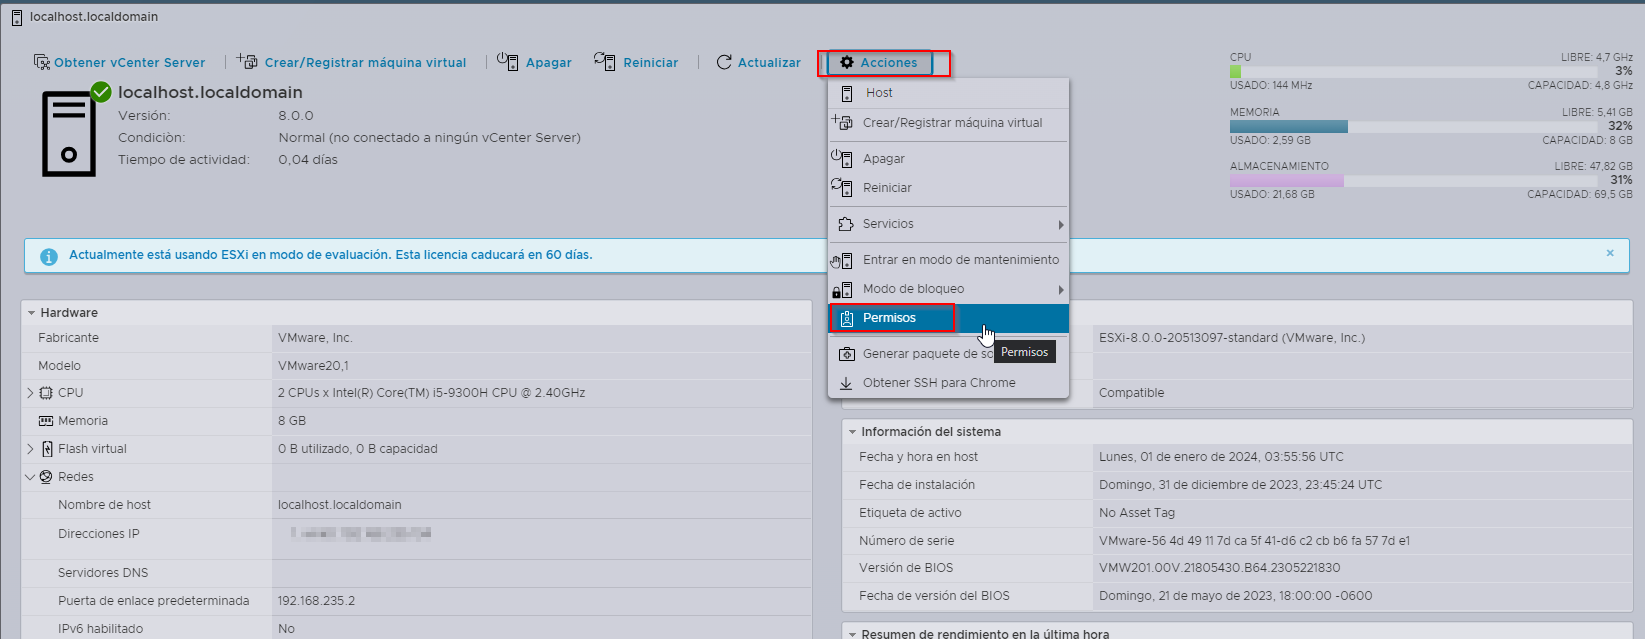 localhost.localdomain
Obtener vCenter Server
Crear/Registrar máquina virtual
Apagar
Reiniciar
Actualizar
Acciones
localhost.localdomain
Versión: 8.0.0
Condiciòn: Normal (no conectado a ningún vCenter Server)
Tiempo de actividad: 0,04 días
CPU LIBRE: 4,7 GHz
3%
USADO: 144 MHz CAPACIDAD: 4,8 GHz
MEMORIA LIBRE: 5,41 GB
32%
USADO: 2,59 GB CAPACIDAD: 8 GB
ALMACENAMIENTO LIBRE: 47,82 GB
31%
USADO: 21,68 GB CAPACIDAD: 69,5 GB
Host
Crear/Registrar máquina virtual
Apagar
Reiniciar
Servicios
Entrar en modo de mantenimiento
Modo de bloqueo
Permisos
Generar paquete de so
Permisos
Obtener SSH para Chrome
Actualmente está usando ESXi en modo de evaluación. Esta licencia caducará en 60 días.
Hardware
Fabricante VMware, Inc.
Modelo VMware20,1
CPU 2 CPUs x Intel(R) Core(TM) i5-9300H CPU @ 2.40GHz
Memoria 8 GB
Flash virtual 0 B utilizado, 0 B capacidad
Redes
Nombre de host localhost.localdomain
Direcciones IP
Servidores DNS
Puerta de enlace predeterminada 192.168.235.2
IPv6 habilitado No
ESXi-8.0.0-20513097-standard (VMware, Inc.)
Compatible
Información del sistema
Fecha y hora en host Lunes, 01 de enero de 2024, 03:55:56 UTC
Fecha de instalación Domingo, 31 de diciembre de 2023, 23:45:24 UTC
Etiqueta de activo No Asset Tag
Número de serie VMware-56 4d 49 11 7d ca 5f 41-d6 c2 cb b6 fa 57 7d e1
Versión de BIOS VMW201.00V.21805430.B64.2305221830
Fecha de versión del BIOS Domingo, 21 de mayo de 2023, 18:00:00 -0600
Resumen de rendimiento en la última hora